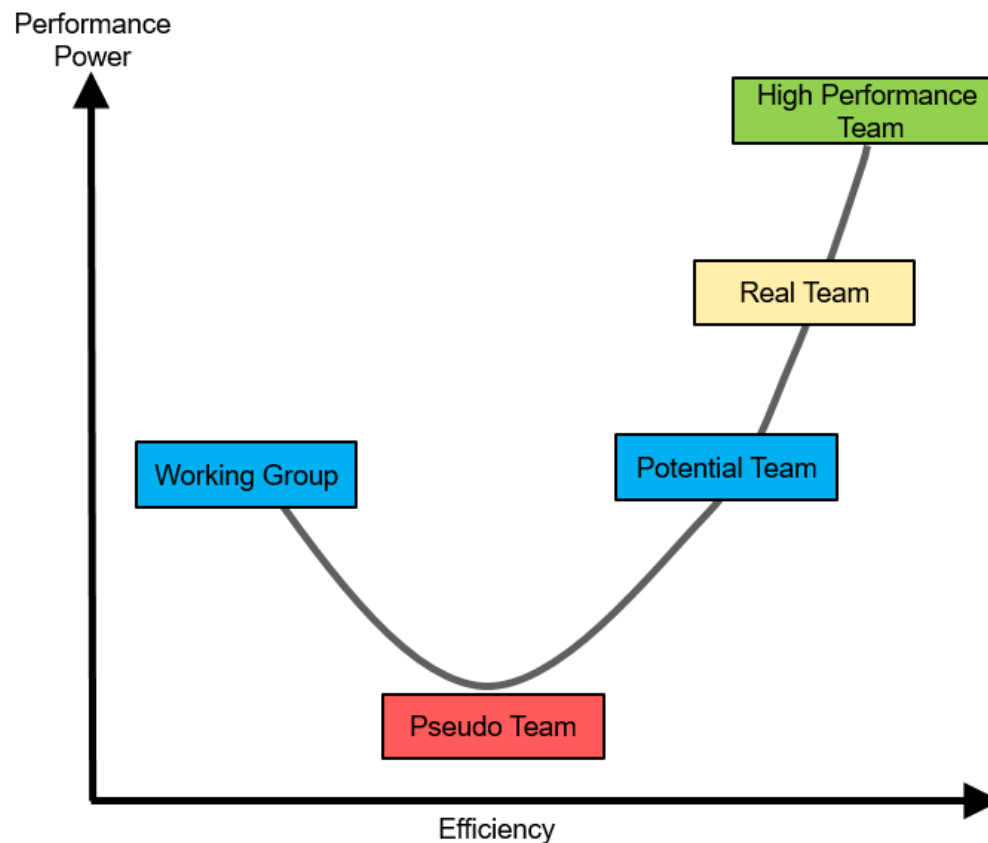 Performance
Power
High Performance
Team
Real Team
Working Group
Potential Team
Pseudo Team
Efficiency